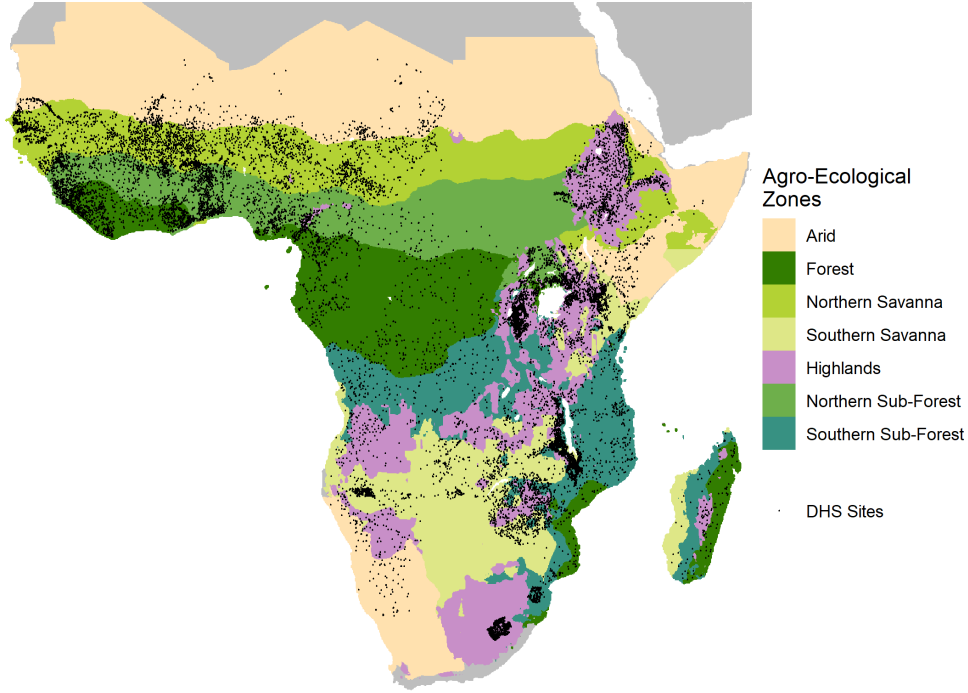 Agro-Ecological
Zones
Arid
Forest
Northern Savanna
Southern Savanna
Highlands
Northern Sub-Forest
Southern Sub-Forest
DHS Sites